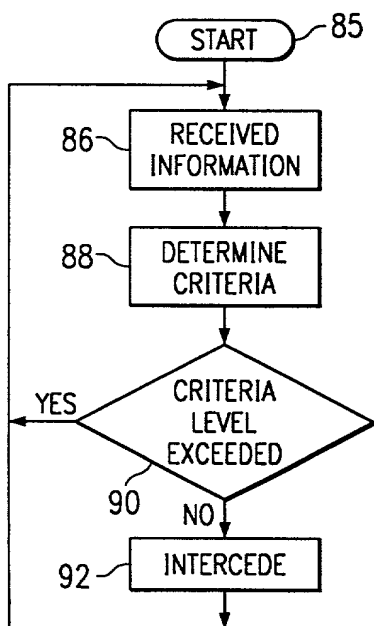 START
85
86
RECEIVED
INFORMATION
88
DETERMINE
CRITERIA
YES
CRITERIA
LEVEL
EXCEEDED
90
NO
92
INTERCEDE